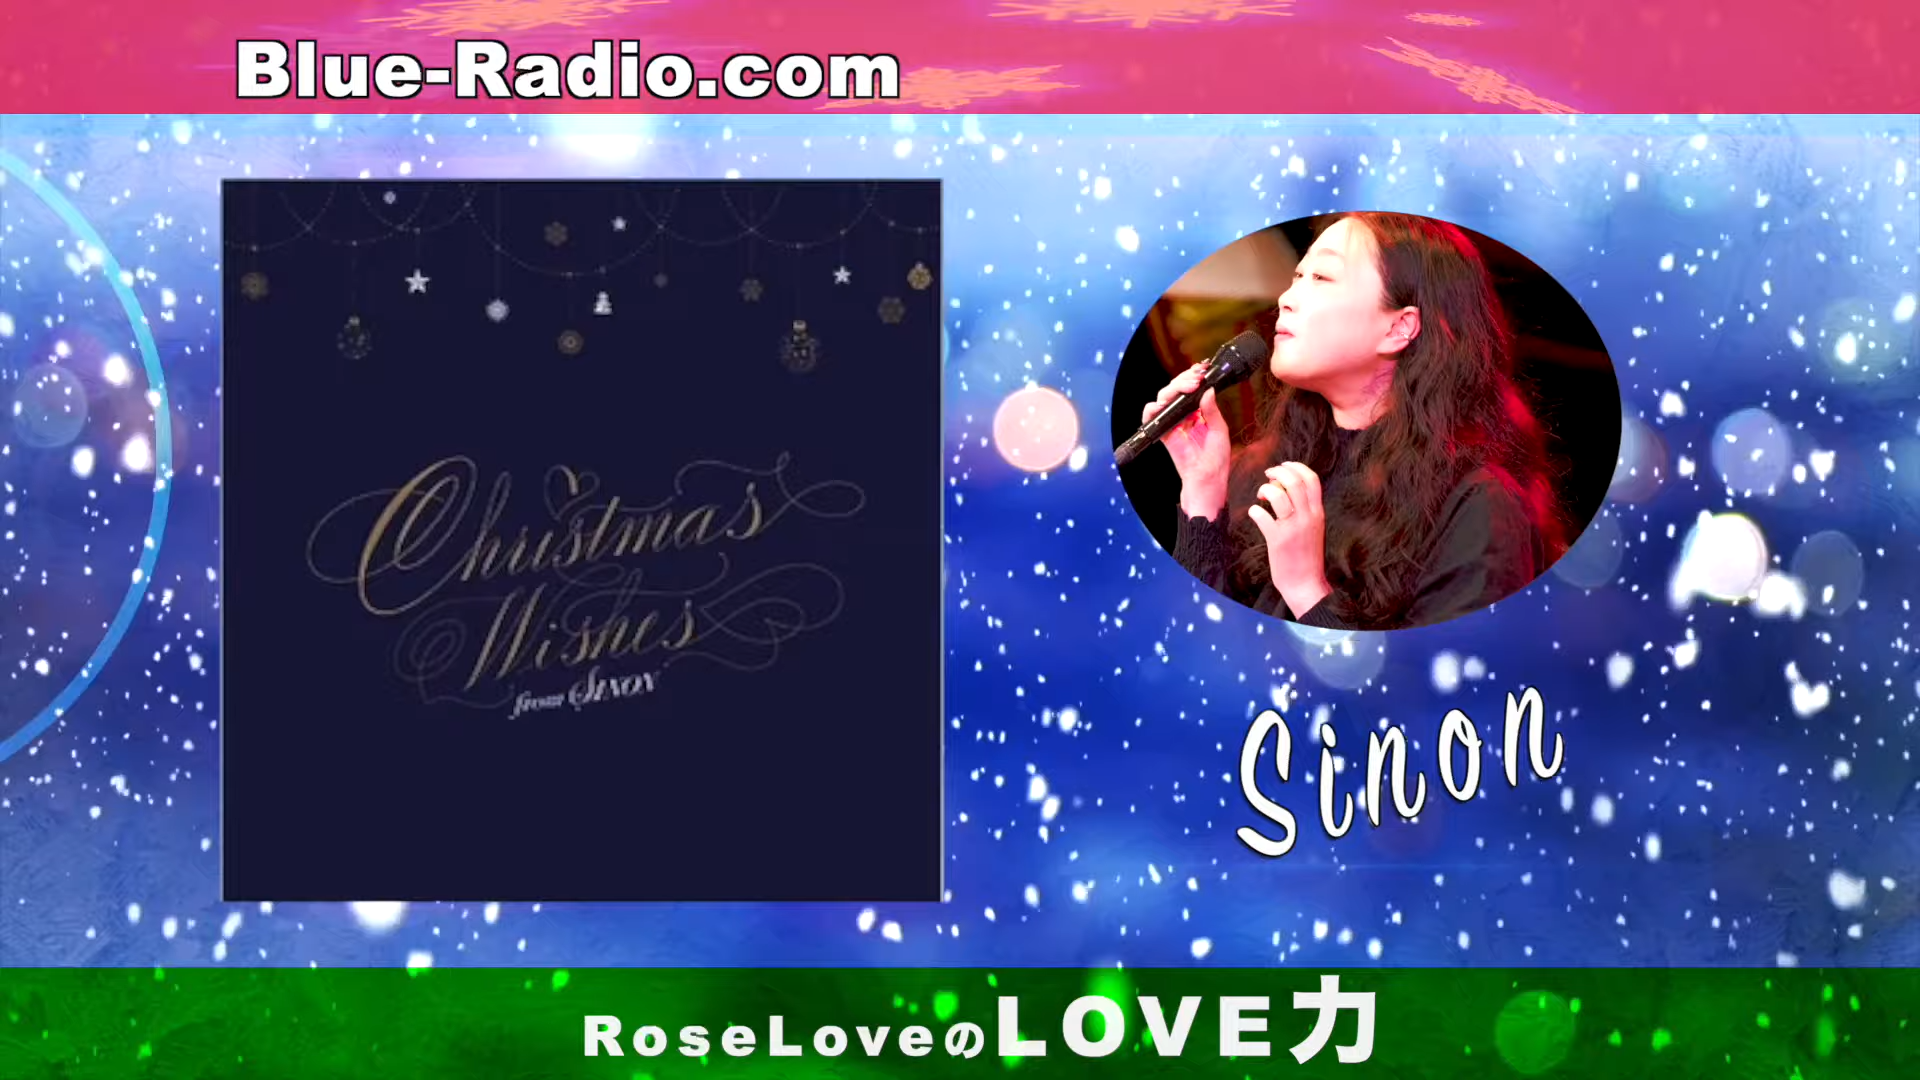 Blue-Radio.com
Christmas
Wishes
from SINON
Sinon
RoseLoveのLOVE力